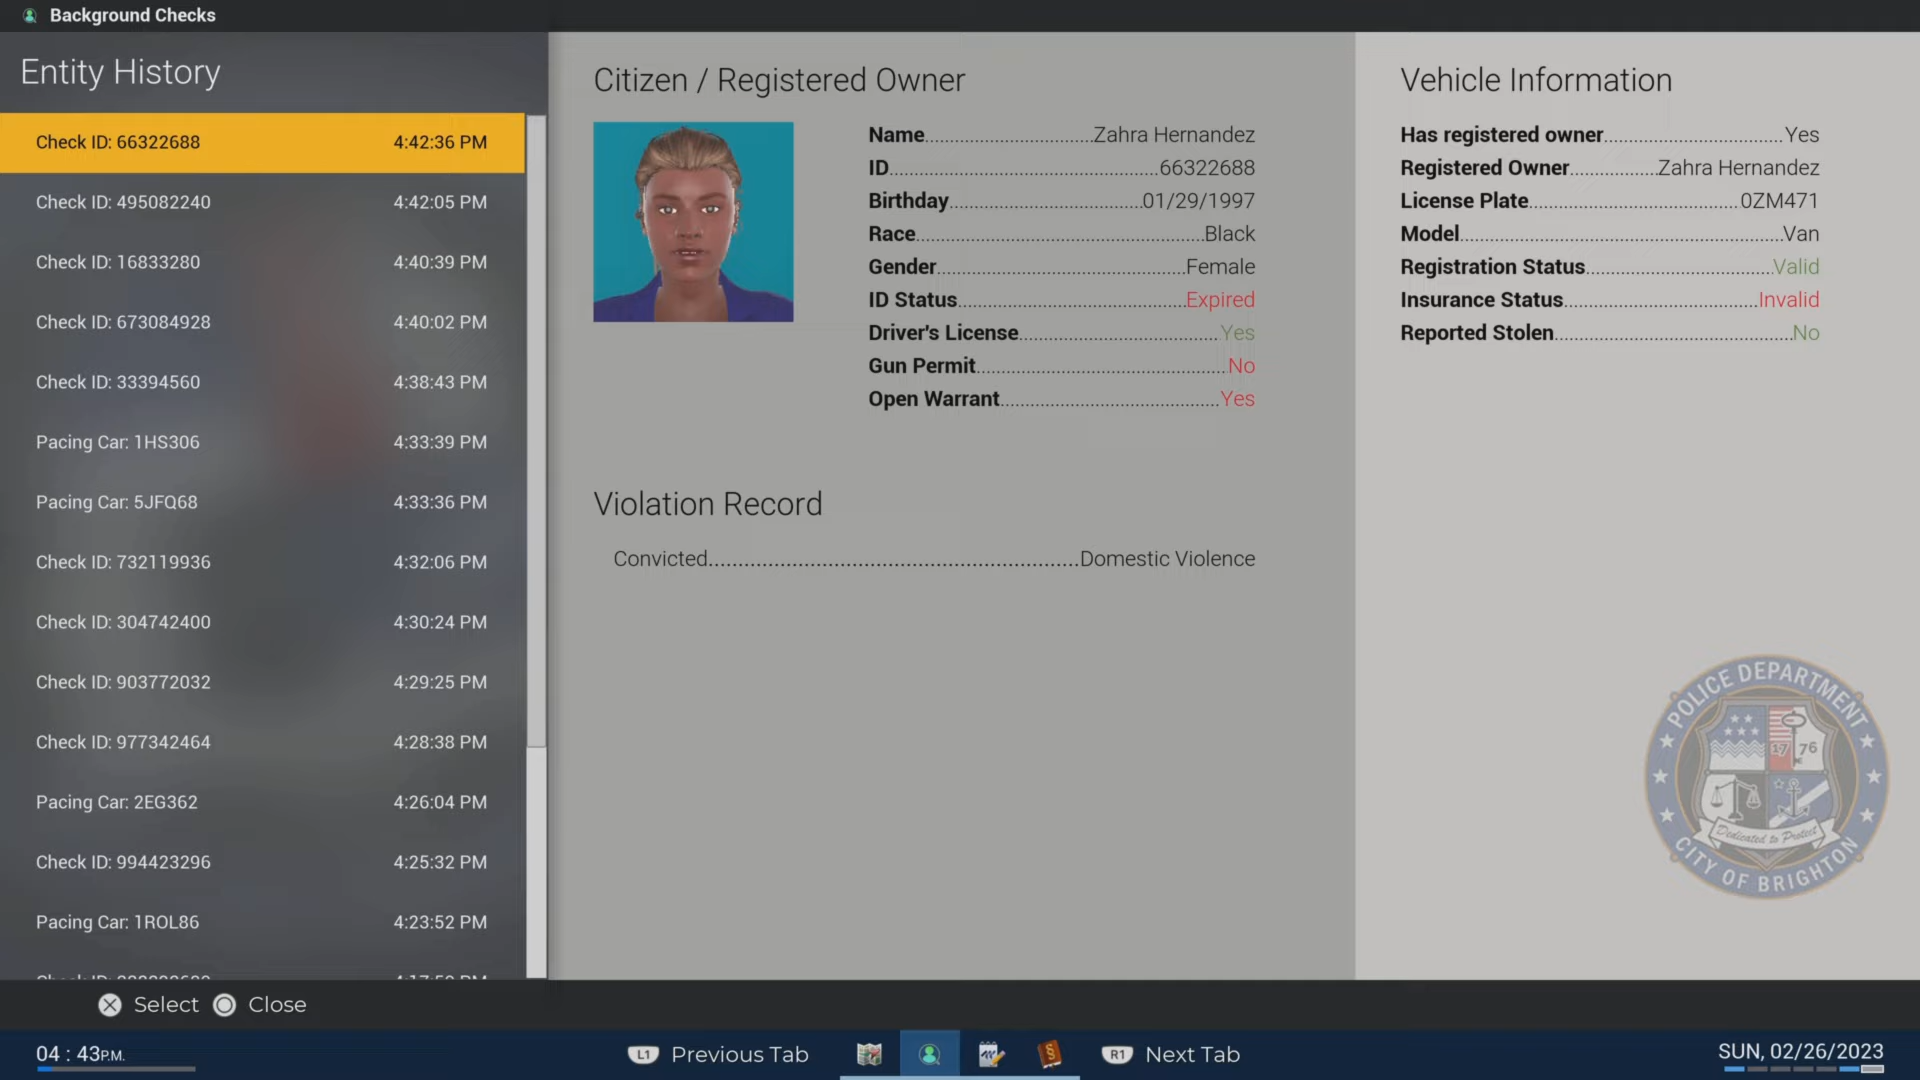 Background Checks
Entity History
Check ID: 66322688 4:42:36 PM
Check ID: 495082240 4:42:05 PM
Check ID: 16833280 4:40:39 PM
Check ID: 673084928 4:40:02 PM
Check ID: 33394560 4:38:43 PM
Pacing Car: 1HS306 4:33:39 PM
Pacing Car: 5JFQ68 4:33:36 PM
Check ID: 732119936 4:32:06 PM
Check ID: 304742400 4:30:24 PM
Check ID: 903772032 4:29:25 PM
Check ID: 977342464 4:28:38 PM
Pacing Car: 2EG362 4:26:04 PM
Check ID: 994423296 4:25:32 PM
Pacing Car: 1ROL86 4:23:52 PM
Citizen / Registered Owner
Name Zahra Hernandez
ID 66322688
Birthday 01/29/1997
Race Black
Gender Female
ID Status Expired
Driver's License Yes
Gun Permit No
Open Warrant Yes
Violation Record
Convicted Domestic Violence
Vehicle Information
Has registered owner Yes
Registered Owner Zahra Hernandez
License Plate 0ZM471
Model Van
Registration Status Valid
Insurance Status Invalid
Reported Stolen No
POLICE DEPARTMENT
1776
Dedicated to Protect
CITY OF BRIGHTON
Select Close
04 : 43 P.M.
L1 Previous Tab
R1 Next Tab
SUN, 02/26/2023